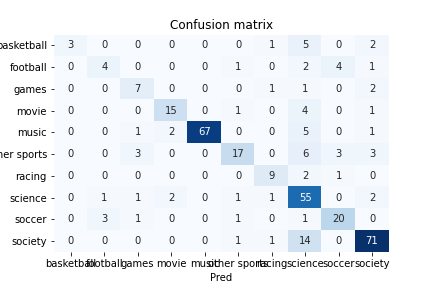 Confusion matrix
basketball 3 0 0 0 0 0 1 5 0 2
football 0 4 0 0 0 1 0 2 4 1
games 0 0 7 0 0 0 1 1 0 2
movie 0 0 0 15 0 1 0 4 0 1
music 0 0 1 2 67 0 0 5 0 1
her sports 0 0 3 0 0 17 0 6 3 3
racing 0 0 0 0 0 0 9 2 1 0
science 0 1 1 2 0 1 1 55 0 2
soccer 0 3 1 0 0 1 0 1 20 0
society 0 0 0 0 0 1 1 14 0 71
basketball football games movie music other sports racing science soccer society
Pred